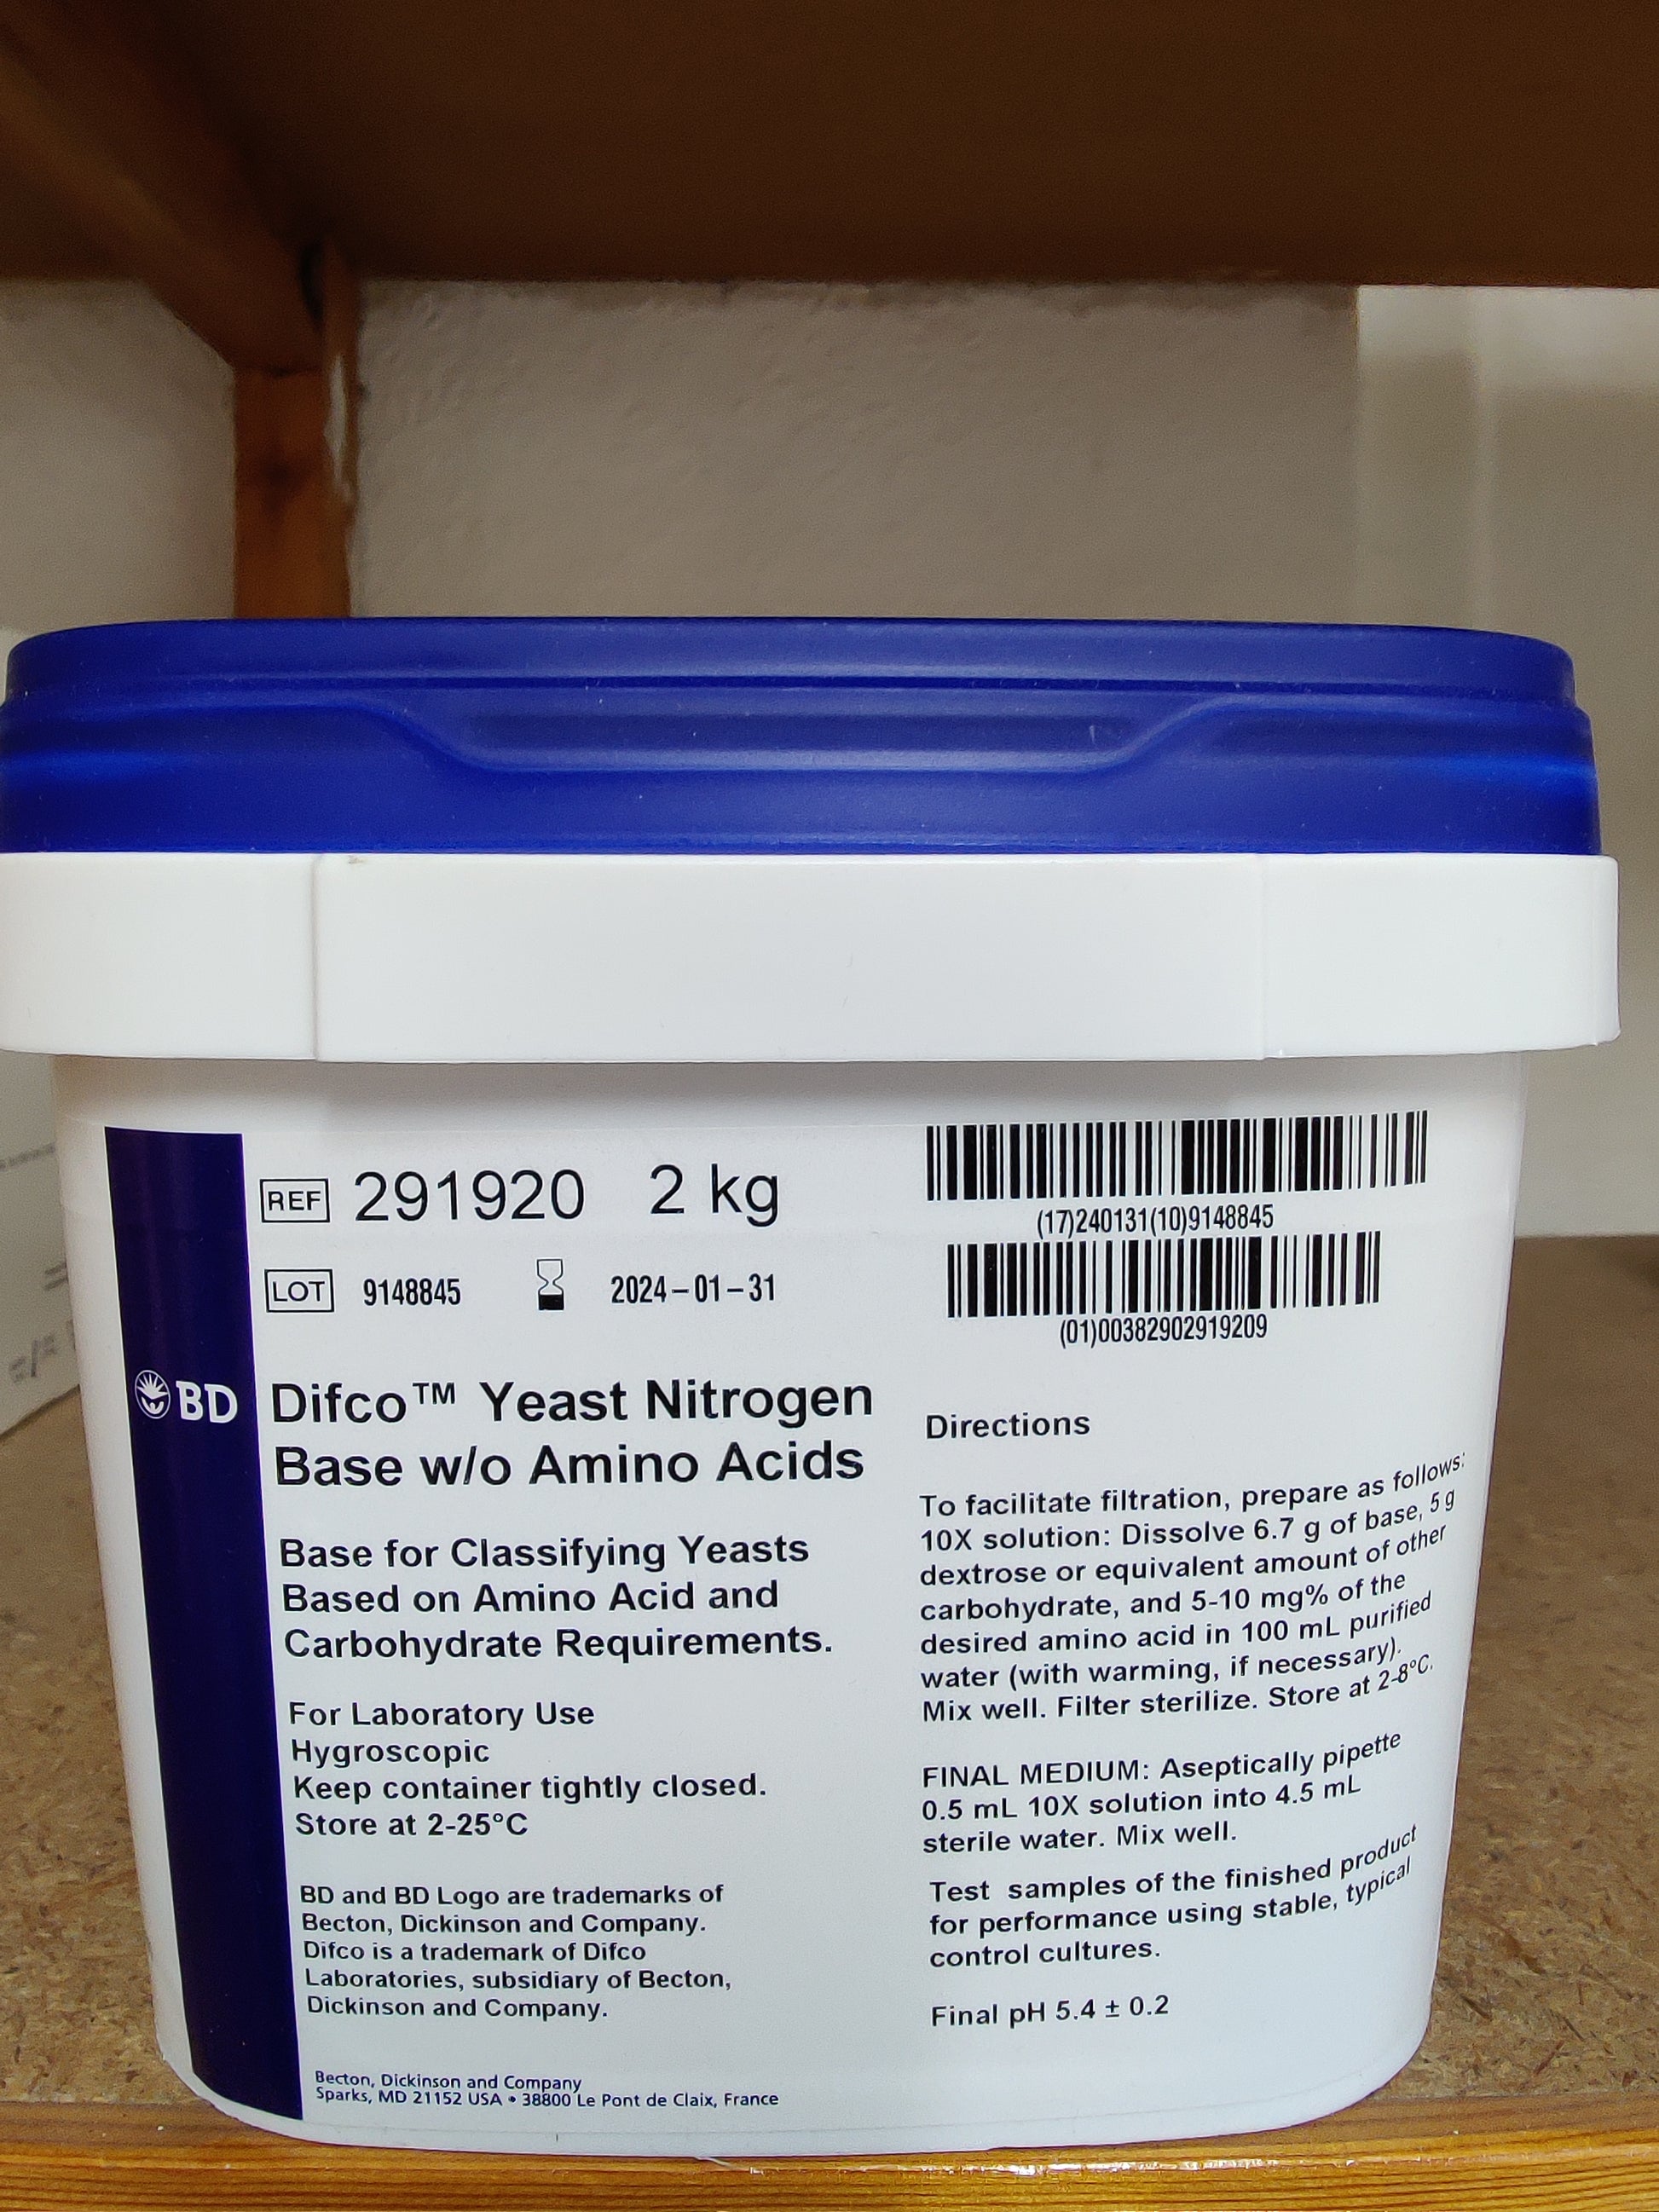 REF 291920 2 kg
LOT 9148845 2024-01-31
BD
Difco™ Yeast Nitrogen
Base w/o Amino Acids
Base for Classifying Yeasts
Based on Amino Acid and
Carbohydrate Requirements.
For Laboratory Use
Hygroscopic
Keep container tightly closed.
Store at 2-25°C
BD and BD Logo are trademarks of
Becton, Dickinson and Company.
Difco is a trademark of Difco
Laboratories, subsidiary of Becton,
Dickinson and Company.
Becton, Dickinson and Company
Sparks, MD 21152 USA • 38800 Le Pont de Claix, France
(17)240131(10)9148845
(01)00382902919209
Directions
To facilitate filtration, prepare as follows:
10X solution: Dissolve 6.7 g of base, 5 g
dextrose or equivalent amount of other
carbohydrate, and 5-10 mg% of the
desired amino acid in 100 mL purified
water (with warming, if necessary).
Mix well. Filter sterilize. Store at 2-8°C.
FINAL MEDIUM: Aseptically pipette
0.5 mL 10X solution into 4.5 mL
sterile water. Mix well.
Test samples of the finished product
for performance using stable, typical
control cultures.
Final pH 5.4 ± 0.2